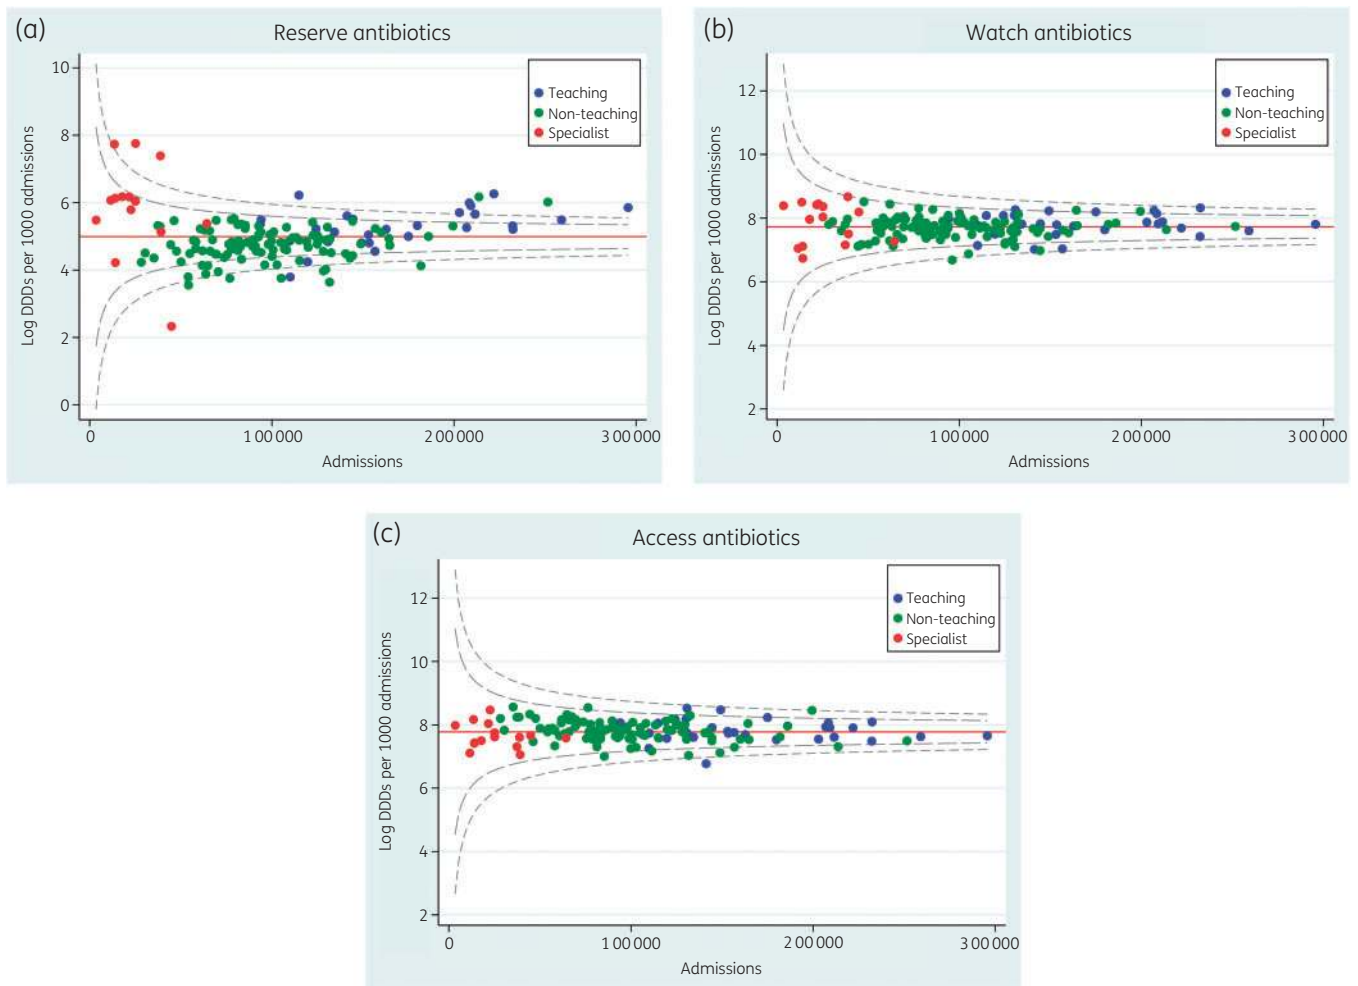 (a)
Reserve antibiotics
10
8
6
4
2
0
Log DDDs per 1000 admissions
Teaching
Non-teaching
Specialist
0
100 000
200 000
300 000
Admissions
(b)
Watch antibiotics
12
10
8
6
4
2
Log DDDs per 1000 admissions
Teaching
Non-teaching
Specialist
0
100 000
200 000
300 000
Admissions
(c)
Access antibiotics
12
10
8
6
4
2
Log DDDs per 1000 admissions
Teaching
Non-teaching
Specialist
0
100 000
200 000
300 000
Admissions